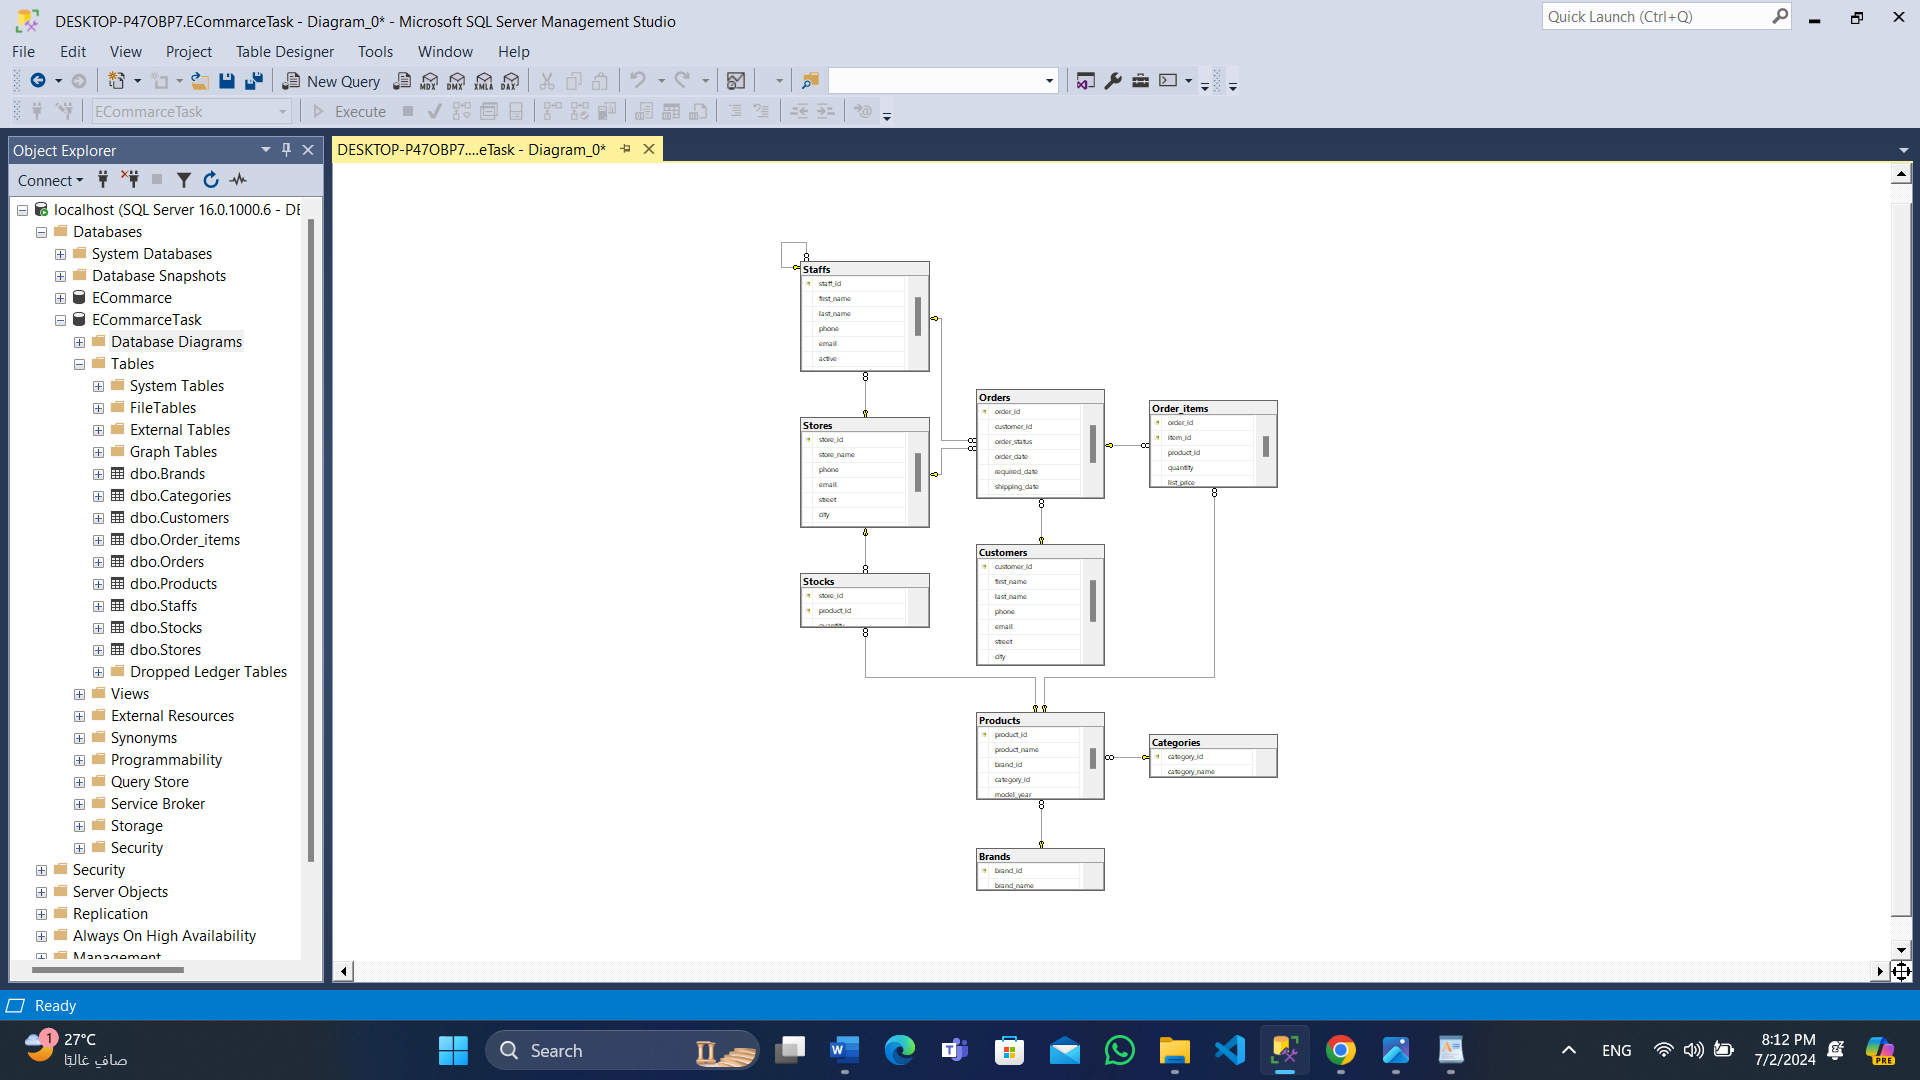 DESKTOP-P47OBP7.ECommarceTask - Diagram_0* - Microsoft SQL Server Management Studio
Quick Launch (Ctrl+Q)
File Edit View Project Table Designer Tools Window Help
New Query MDX DMX XMLA DAX
ECommarceTask Execute
Object Explorer
DESKTOP-P47OBP7....eTask - Diagram_0*
Connect
localhost (SQL Server 16.0.1000.6 - DE
Databases
System Databases
Database Snapshots
ECommarce
ECommarceTask
Database Diagrams
Tables
System Tables
FileTables
External Tables
Graph Tables
dbo.Brands
dbo.Categories
dbo.Customers
dbo.Order_items
dbo.Orders
dbo.Products
dbo.Staffs
dbo.Stocks
dbo.Stores
Dropped Ledger Tables
Views
External Resources
Synonyms
Programmability
Query Store
Service Broker
Storage
Security
Security
Server Objects
Replication
Always On High Availability
Management
Staffs
staff_id
first_name
last_name
phone
email
active
Stores
store_id
store_name
phone
email
street
city
Stocks
store_id
product_id
quantity
Orders
order_id
customer_id
order_status
order_date
required_date
shipping_date
Order_items
order_id
item_id
product_id
quantity
list_price
Customers
customer_id
first_name
last_name
phone
email
street
city
Products
product_id
product_name
brand_id
category_id
model_year
Categories
category_id
category_name
Brands
brand_id
brand_name
Ready
1
27°C
صافٍ غالبًا
Search
ENG
8:12 PM
7/2/2024
PRE